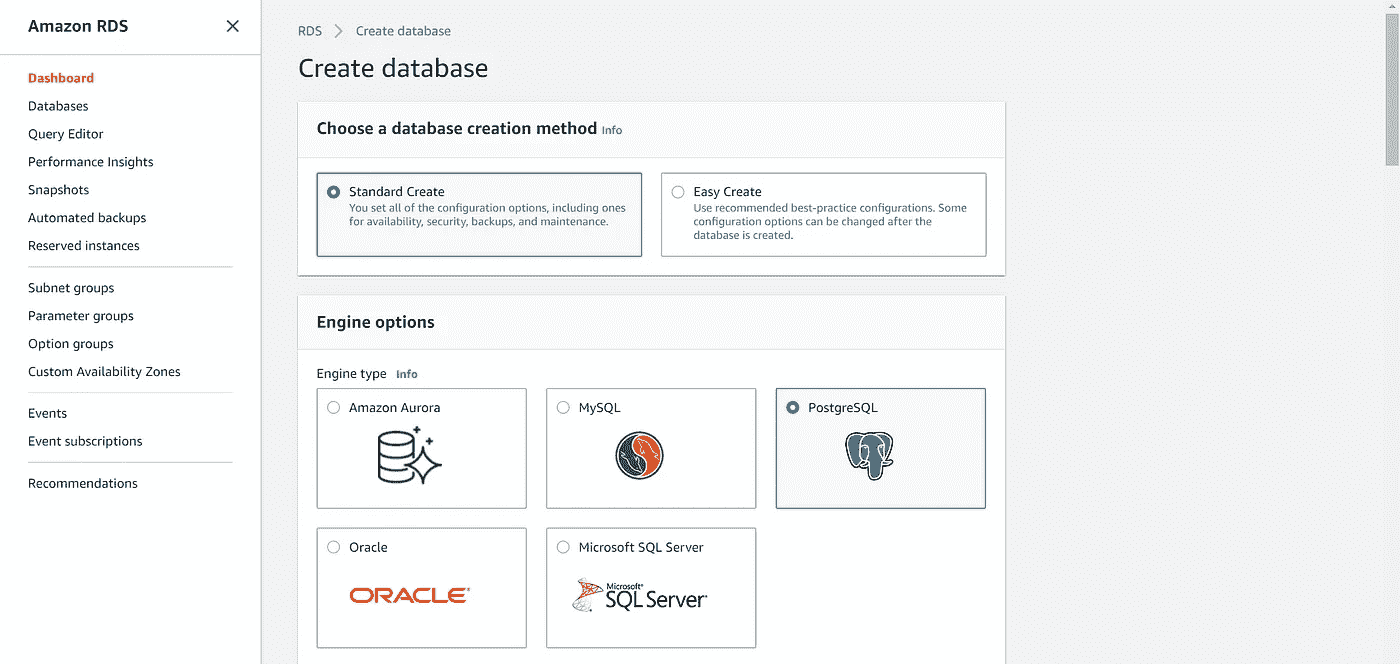 Amazon RDS
Dashboard
Databases
Query Editor
Performance Insights
Snapshots
Automated backups
Reserved instances
Subnet groups
Parameter groups
Option groups
Custom Availability Zones
Events
Event subscriptions
Recommendations
RDS
Create database
Create database
Choose a database creation method Info
Standard Create
You set all of the configuration options, including ones
for availability, security, backups, and maintenance.
Easy Create
Use recommended best-practice configurations. Some
configuration options can be changed after the
database is created.
Engine options
Engine type Info
Amazon Aurora
MySQL
PostgreSQL
Oracle
ORACLE®
Microsoft SQL Server
Microsoft®
SQL Server®